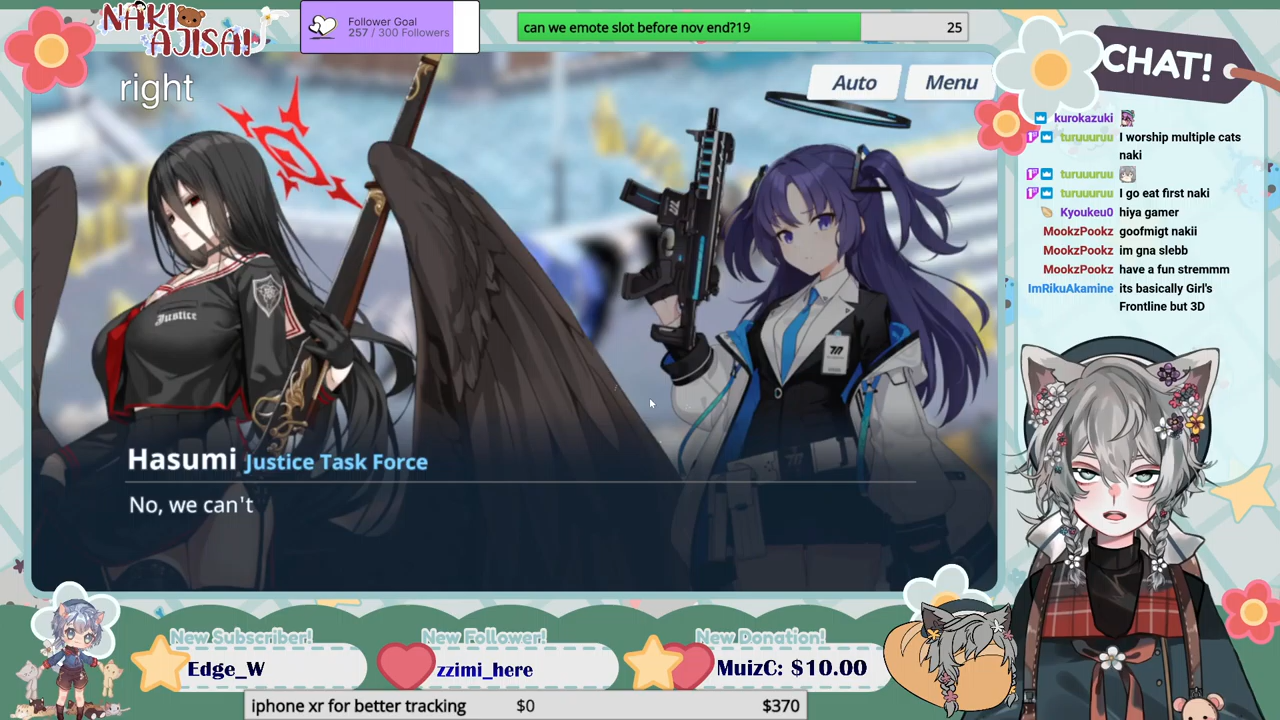 NAKI
AJISAI!
Follower Goal
257 / 300 Followers
can we emote slot before nov end?19
25
CHAT!
right
Auto
Menu
kurokazuki
turuuuruu I worship multiple cats
naki
turuuuruu
turuuuruu I go eat first naki
Kyoukeu0 hiya gamer
MookzPookz goofmigt nakii
MookzPookz im gna slebb
MookzPookz have a fun stremmm
ImRikuAkamine its basically Girl's
Frontline but 3D
Justice
Hasumi Justice Task Force
No, we can't
New Subscriber!
Edge_W
New Follower!
zzimi_here
New Donation!
MuizC: $10.00
iphone xr for better tracking $0 $370